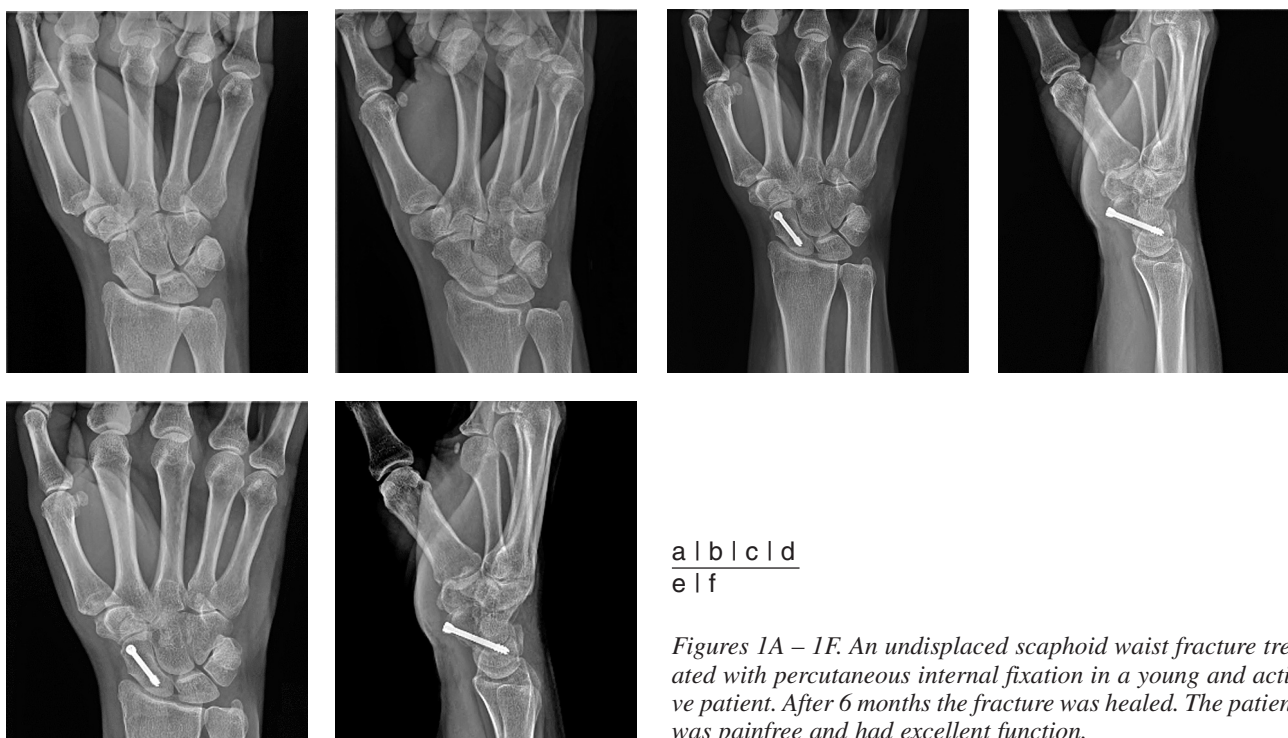 a | b | c | d
e | f
Figures 1A – 1F. An undisplaced scaphoid waist fracture tre
ated with percutaneous internal fixation in a young and acti
ve patient. After 6 months the fracture was healed. The patien
was painfree and had excellent function.